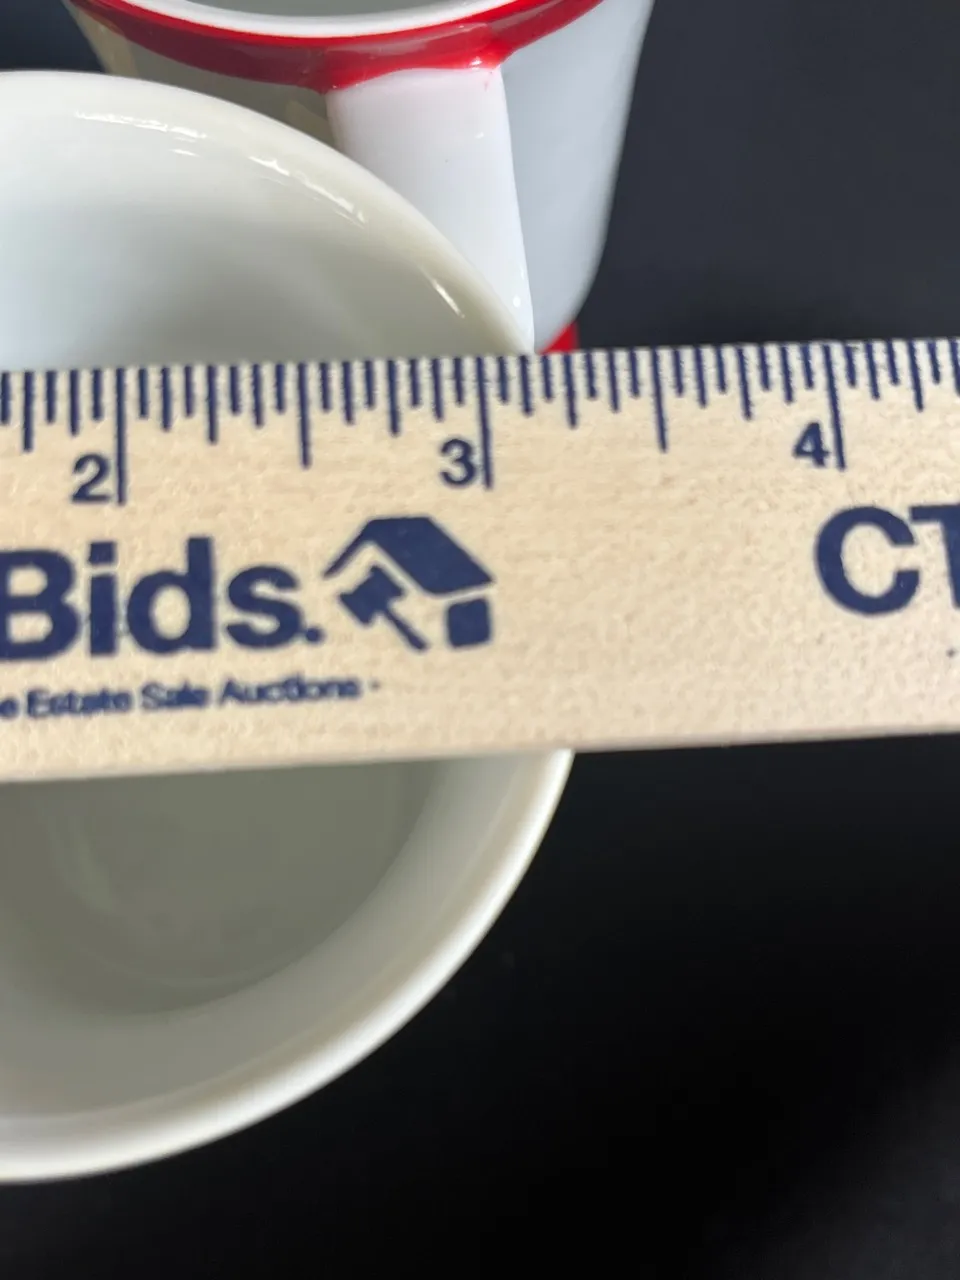 2 3 4
Bids. CT
e Estate Sale Auctions -